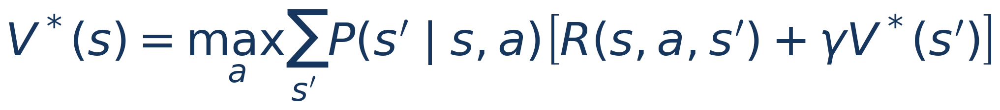 V*(s) = max_a ∑_{s′} P(s′ | s, a)[R(s, a, s′) + γV*(s′)]